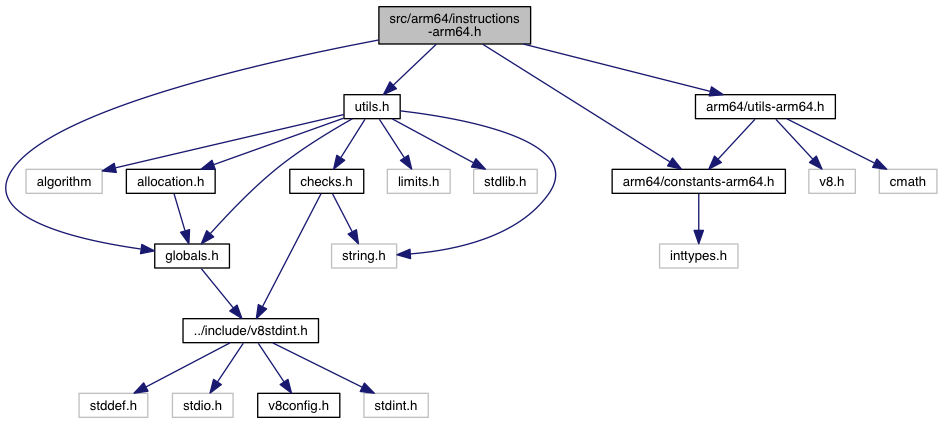 src/arm64/instructions
-arm64.h
utils.h
arm64/utils-arm64.h
algorithm
allocation.h
checks.h
limits.h
stdlib.h
arm64/constants-arm64.h
v8.h
cmath
globals.h
string.h
inttypes.h
../include/v8stdint.h
stddef.h
stdio.h
v8config.h
stdint.h